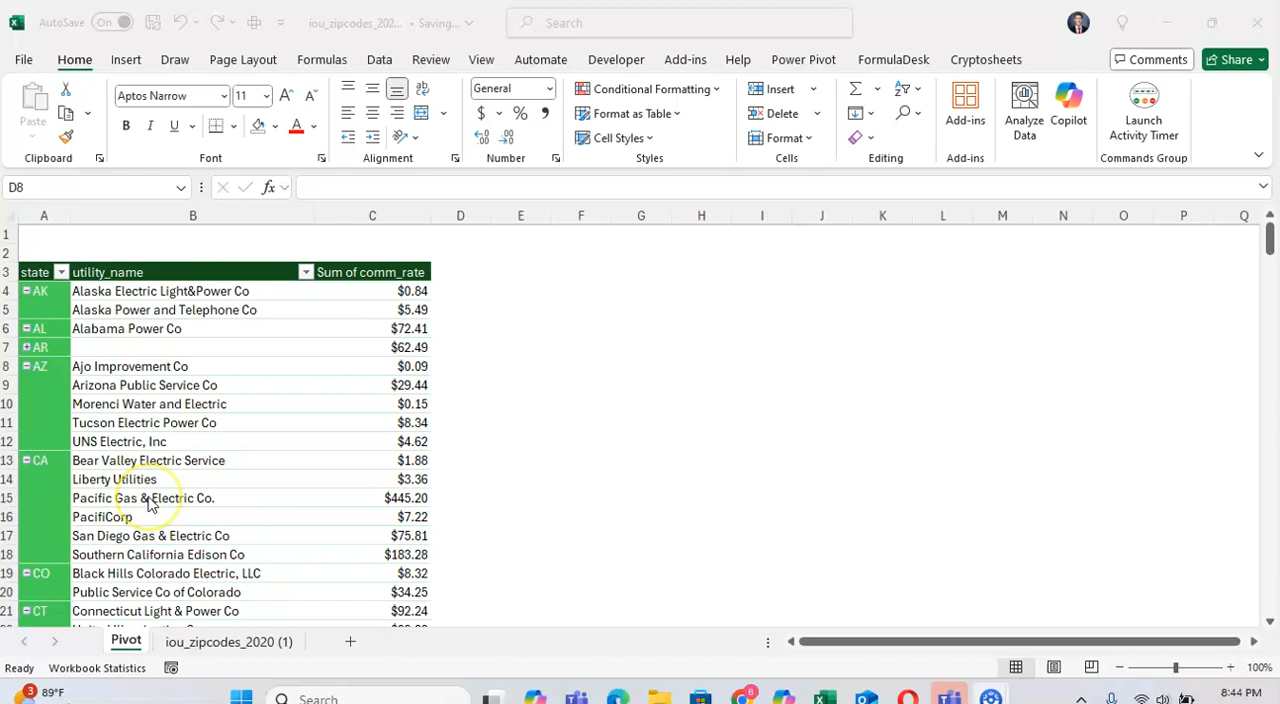 AutoSave Off iou_zipcodes_202... • Saving... Search
File Home Insert Draw Page Layout Formulas Data Review View Automate Developer Add-ins Help Power Pivot FormulaDesk Cryptosheets Comments Share
Paste Aptos Narrow 11 A A General Conditional Formatting Insert Σ
B I U A $ % , Format as Table Delete Add-ins Analyze Data Copilot Launch Activity Timer
Cell Styles Format
Clipboard Font Alignment Number Styles Cells Editing Add-ins Commands Group
D8 fx
A B C D E F G H I J K L M N O P Q
1
2
3 state utility_name Sum of comm_rate
4 AK Alaska Electric Light&Power Co $0.84
5 Alaska Power and Telephone Co $5.49
6 AL Alabama Power Co $72.41
7 AR $62.49
8 AZ Ajo Improvement Co $0.09
9 Arizona Public Service Co $29.44
10 Morenci Water and Electric $0.15
11 Tucson Electric Power Co $8.34
12 UNS Electric, Inc $4.62
13 CA Bear Valley Electric Service $1.88
14 Liberty Utilities $3.36
15 Pacific Gas & Electric Co. $445.20
16 PacifiCorp $7.22
17 San Diego Gas & Electric Co $75.81
18 Southern California Edison Co $183.28
19 CO Black Hills Colorado Electric, LLC $8.32
20 Public Service Co of Colorado $34.25
21 CT Connecticut Light & Power Co $92.24
Pivot iou_zipcodes_2020 (1)
Ready Workbook Statistics 100%
3 89°F Search 8 8:44 PM